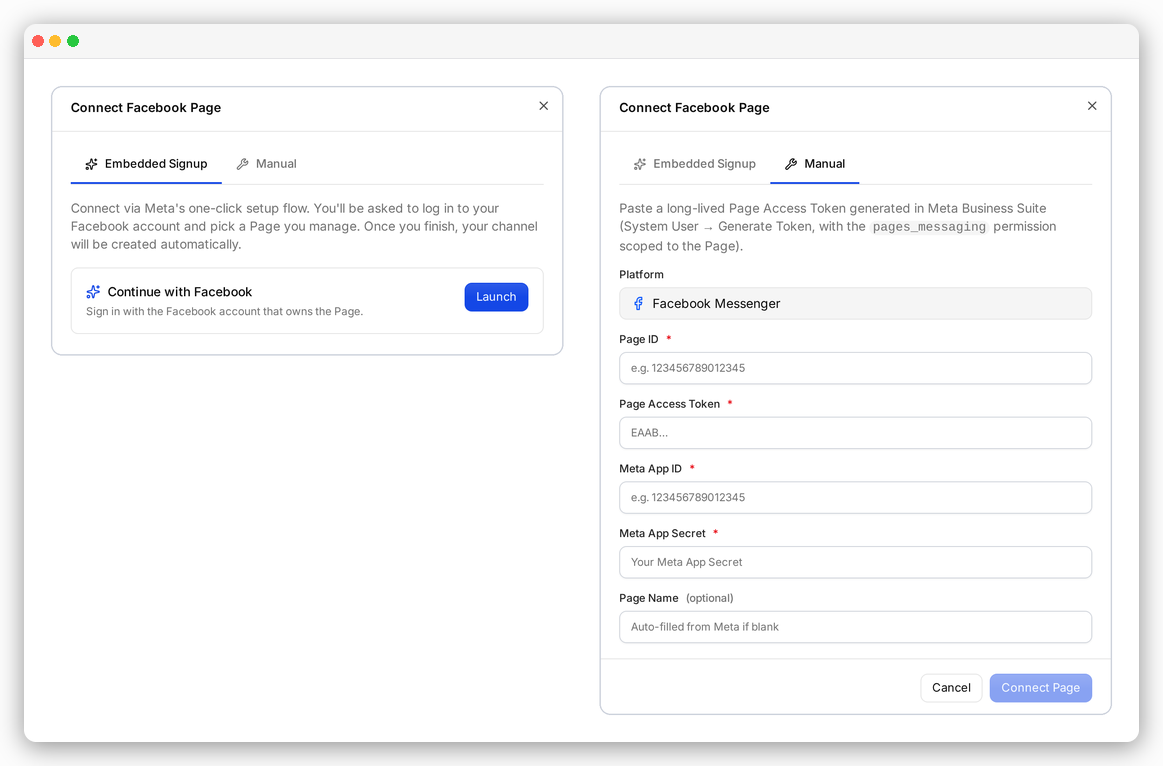 Connect Facebook Page
Embedded Signup
Manual
Connect via Meta's one-click setup flow. You'll be asked to log in to your
Facebook account and pick a Page you manage. Once you finish, your channel
will be created automatically.
Continue with Facebook
Sign in with the Facebook account that owns the Page.
Launch
Connect Facebook Page
Embedded Signup
Manual
Paste a long-lived Page Access Token generated in Meta Business Suite
(System User → Generate Token, with the pages_messaging permission
scoped to the Page).
Platform
Facebook Messenger
Page ID *
e.g. 123456789012345
Page Access Token *
EAAB...
Meta App ID *
e.g. 123456789012345
Meta App Secret *
Your Meta App Secret
Page Name (optional)
Auto-filled from Meta if blank
Cancel
Connect Page